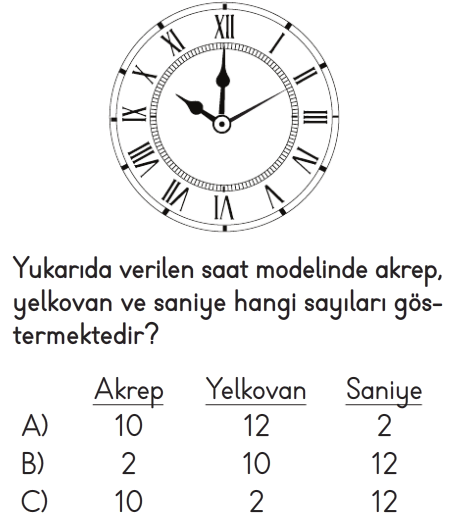 XII
I
II
III
IV
V
VI
VII
VIII
IX
X
XI
Yukarıda verilen saat modelinde akrep,
yelkovan ve saniye hangi sayıları gös-
termektedir?
Akrep Yelkovan Saniye
A) 10 12 2
B) 2 10 12
C) 10 2 12